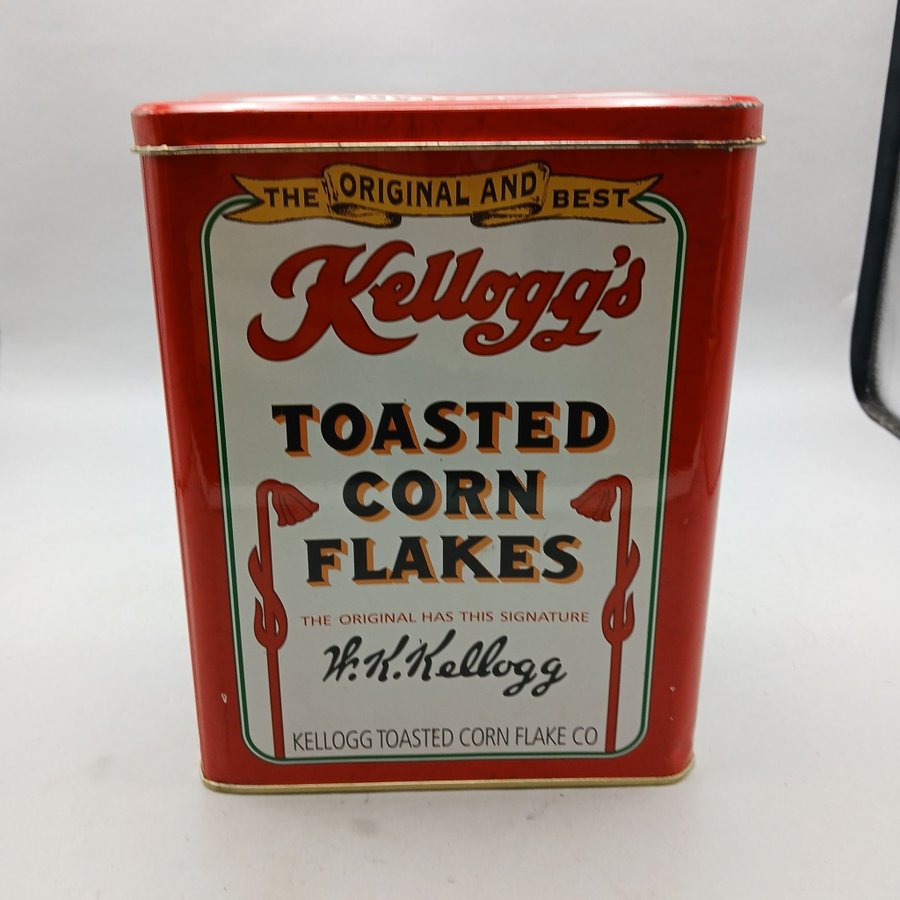 THE ORIGINAL AND BEST
Kellogg's
TOASTED
CORN
FLAKES
THE ORIGINAL HAS THIS SIGNATURE
W.K.Kellogg
KELLOGG TOASTED CORN FLAKE CO